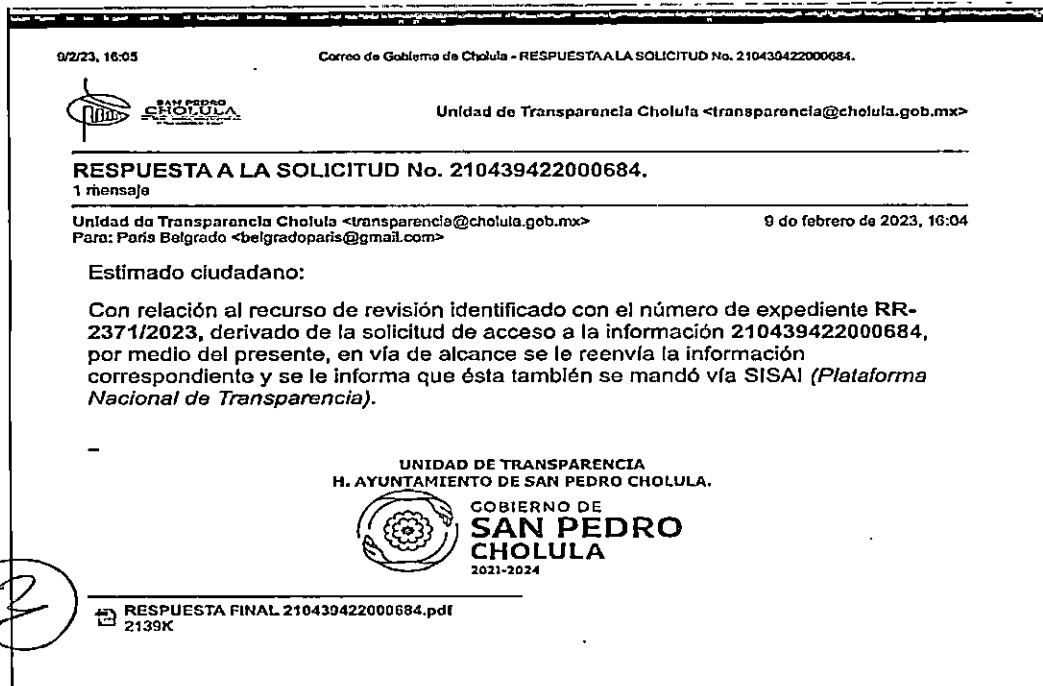 9/2/23, 16:05
Correo de Gobierno de Cholula - RESPUESTA A LA SOLICITUD No. 210439422000684.
SAN PEDRO
CHOLULA
Unidad de Transparencia Cholula <transparencia@cholula.gob.mx>
RESPUESTA A LA SOLICITUD No. 210439422000684.
1 mensaje
Unidad de Transparencia Cholula <transparencia@cholula.gob.mx>
9 de febrero de 2023, 16:04
Para: Paris Belgrado <belgradoparis@gmail.com>
Estimado ciudadano:
Con relación al recurso de revisión identificado con el número de expediente RR-
2371/2023, derivado de la solicitud de acceso a la información 210439422000684,
por medio del presente, en vía de alcance se le reenvía la información
correspondiente y se le informa que ésta también se mandó vía SISAI (Plataforma
Nacional de Transparencia).
--
UNIDAD DE TRANSPARENCIA
H. AYUNTAMIENTO DE SAN PEDRO CHOLULA.
GOBIERNO DE
SAN PEDRO
CHOLULA
2021-2024
RESPUESTA FINAL 210439422000684.pdf
2139K